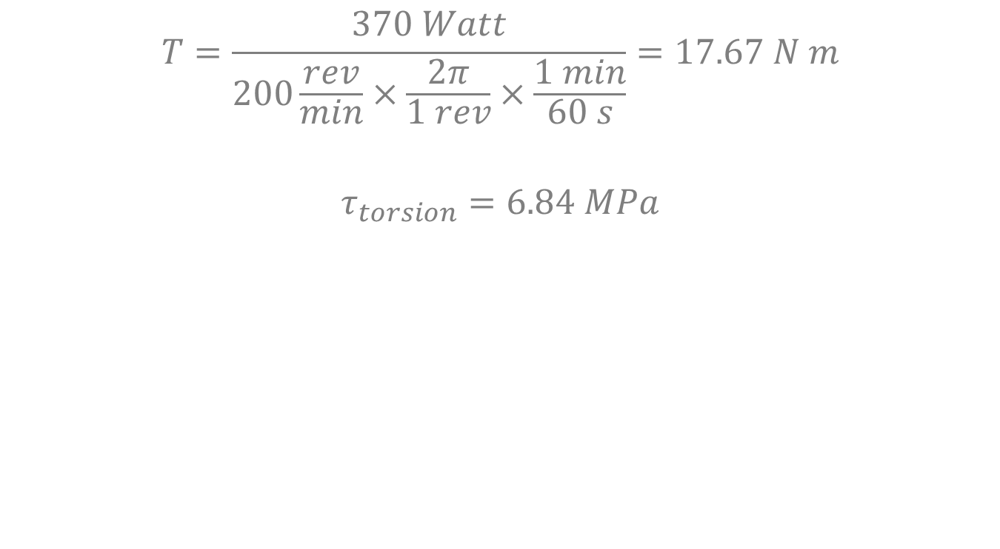 T = 370 Watt / (200 rev/min × 2π/1 rev × 1 min/60 s) = 17.67 N m
τ_torsion = 6.84 MPa